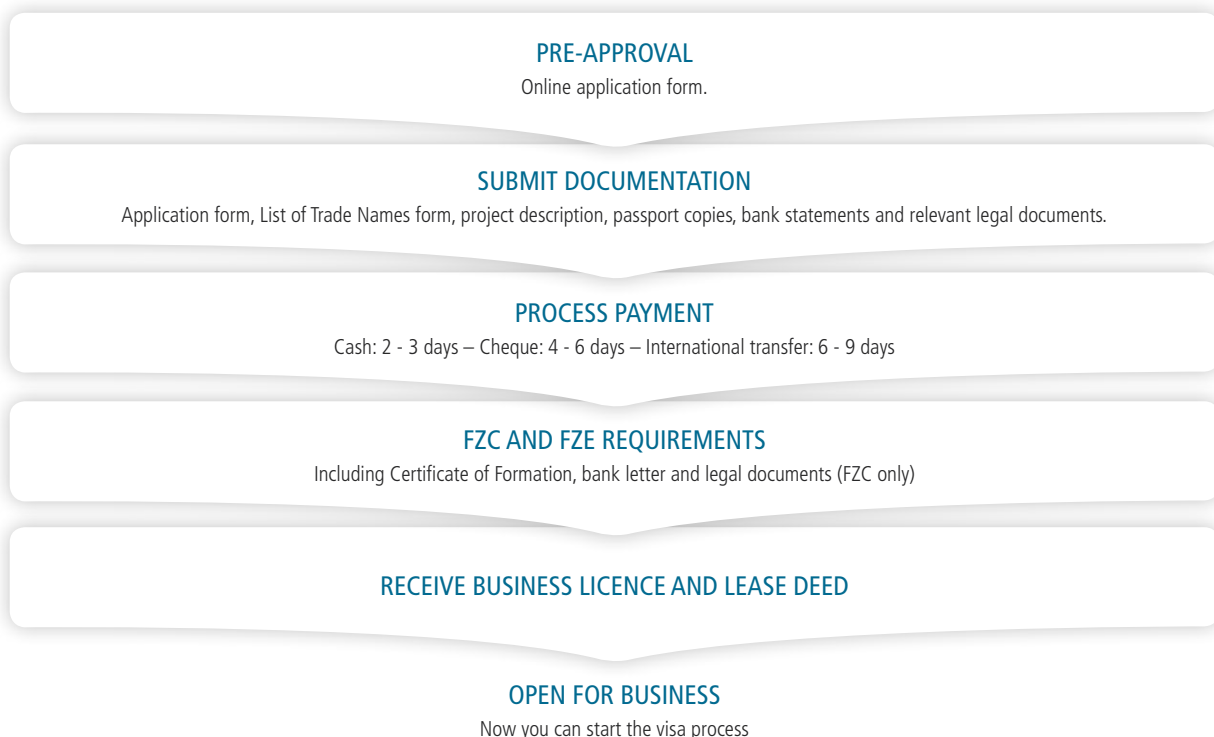 PRE-APPROVAL
Online application form.
SUBMIT DOCUMENTATION
Application form, List of Trade Names form, project description, passport copies, bank statements and relevant legal documents.
PROCESS PAYMENT
Cash: 2 - 3 days – Cheque: 4 - 6 days – International transfer: 6 - 9 days
FZC AND FZE REQUIREMENTS
Including Certificate of Formation, bank letter and legal documents (FZC only)
RECEIVE BUSINESS LICENCE AND LEASE DEED
OPEN FOR BUSINESS
Now you can start the visa process